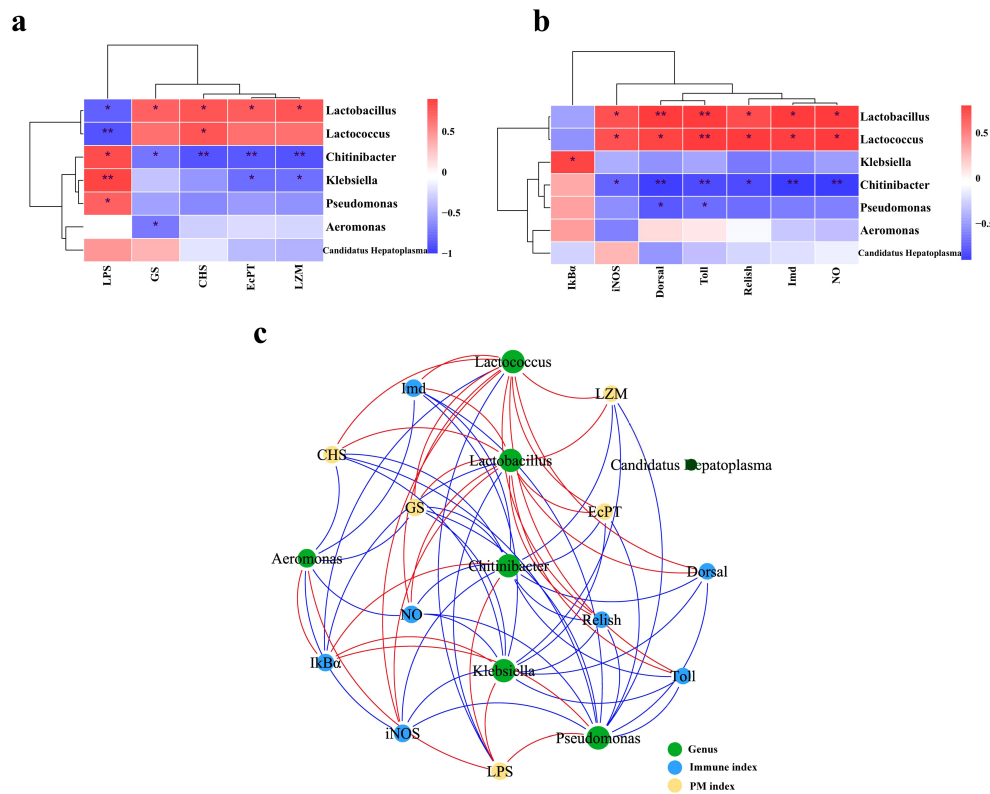 a
* * * * * Lactobacillus
** * Lactococcus
* * ** ** ** Chitinibacter
** * * Klebsiella
* Pseudomonas
* Aeromonas
Candidatus Hepatoplasma
LPS GS CHS EcPT LZM
0.5
0
−0.5
−1
b
* ** ** * * * Lactobacillus
* * ** * * * Lactococcus
* Klebsiella
* ** ** * ** ** Chitinibacter
* * Pseudomonas
Aeromonas
Candidatus Hepatoplasma
IkBα iNOS Dorsal Toll Relish Imd NO
0.5
0
-0.
c
Lactococcus
Imd
LZM
CHS
Lactobacillus
Candidatus Hepatoplasma
GS
EcPT
Aeromonas
Chitinibacter
Dorsal
NO
Relish
IkBα
Klebsiella
Toll
iNOS
Pseudomonas
LPS
Genus
Immune index
PM index